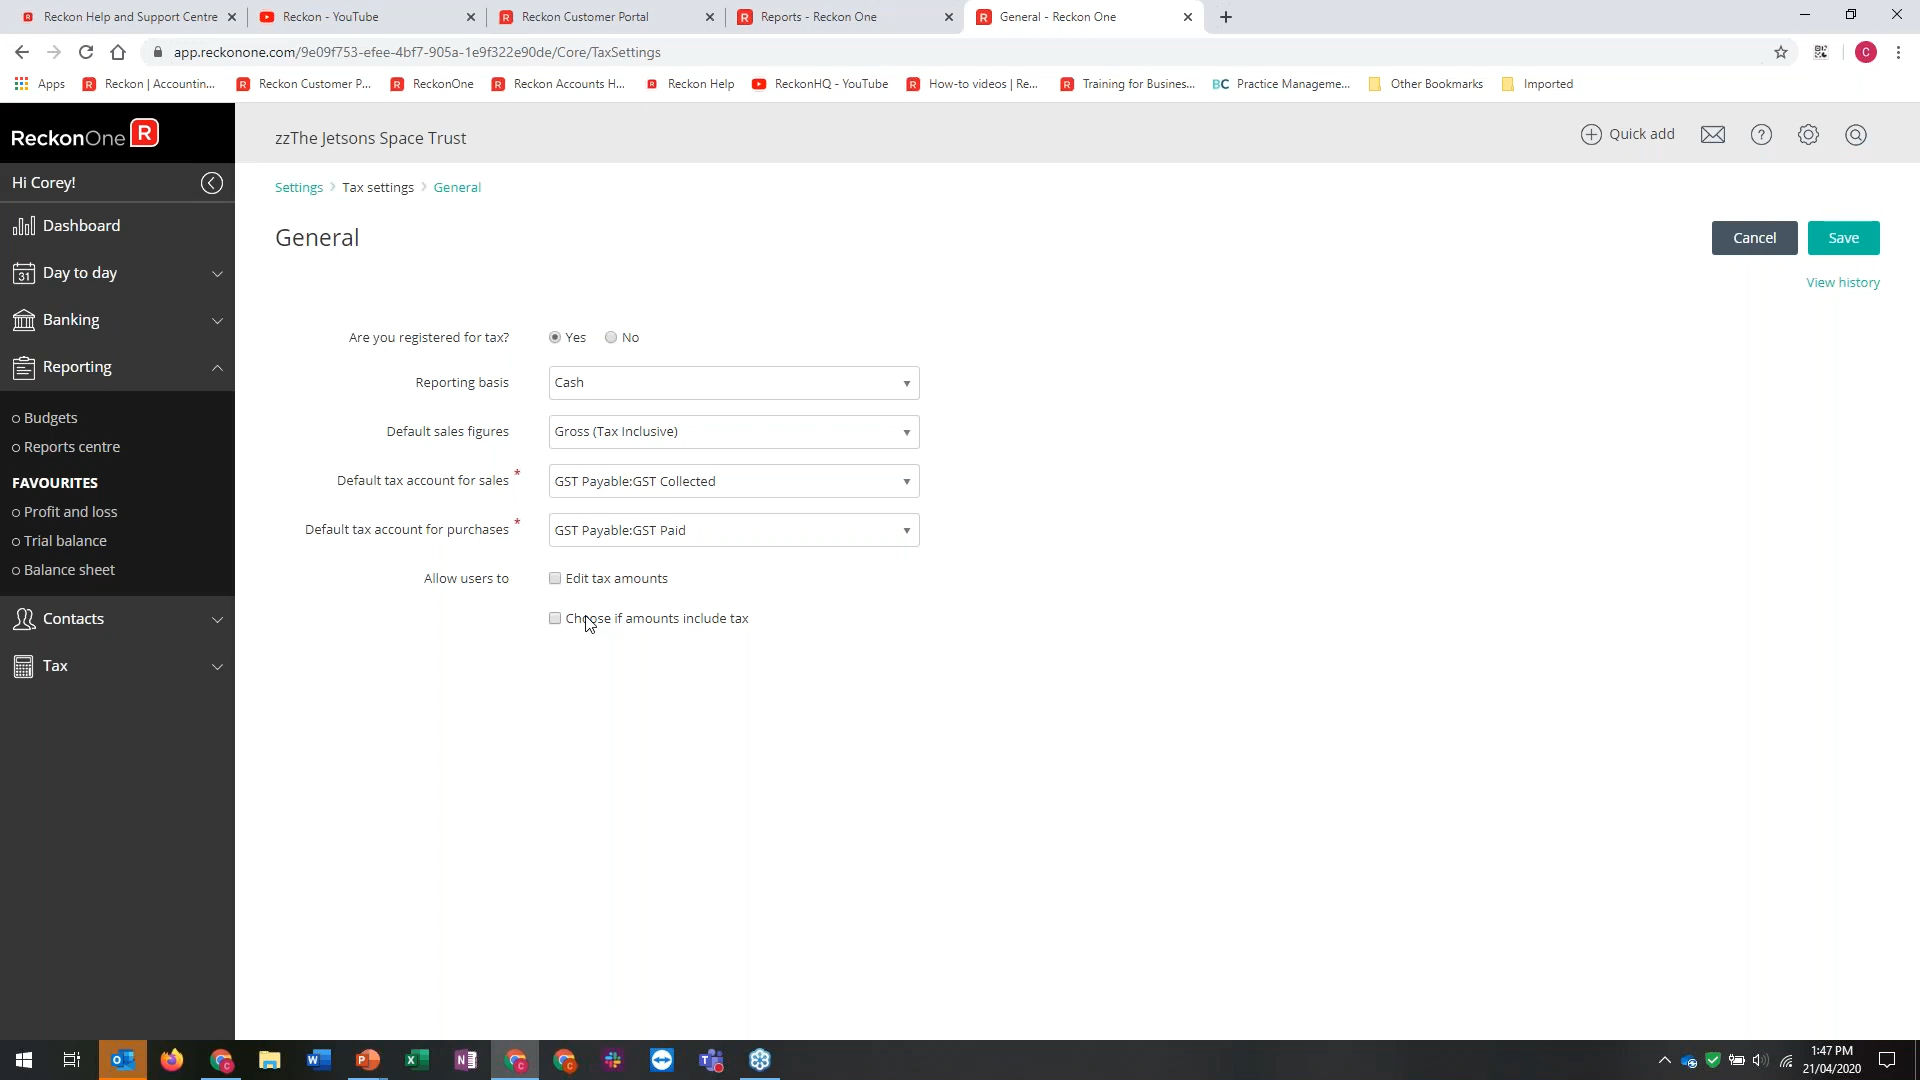 Reckon Help and Support Centre
Reckon - YouTube
Reckon Customer Portal
Reports - Reckon One
General - Reckon One
app.reckonone.com/9e09f753-efee-4bf7-905a-1e9f322e90de/Core/TaxSettings
C
Apps
Reckon | Accountin...
Reckon Customer P...
ReckonOne
Reckon Accounts H...
Reckon Help
ReckonHQ - YouTube
How-to videos | Re...
Training for Busines...
BC Practice Manageme...
Other Bookmarks
Imported
ReckonOne R
zzThe Jetsons Space Trust
Quick add
Hi Corey!
Settings > Tax settings > General
Dashboard
General
Cancel
Save
31 Day to day
View history
Banking
Are you registered for tax? Yes No
Reporting
Reporting basis Cash
Budgets
Default sales figures Gross (Tax Inclusive)
Reports centre
FAVOURITES
Default tax account for sales * GST Payable:GST Collected
Profit and loss
Default tax account for purchases * GST Payable:GST Paid
Trial balance
Balance sheet
Allow users to Edit tax amounts
Contacts
Choose if amounts include tax
Tax
1:47 PM
21/04/2020